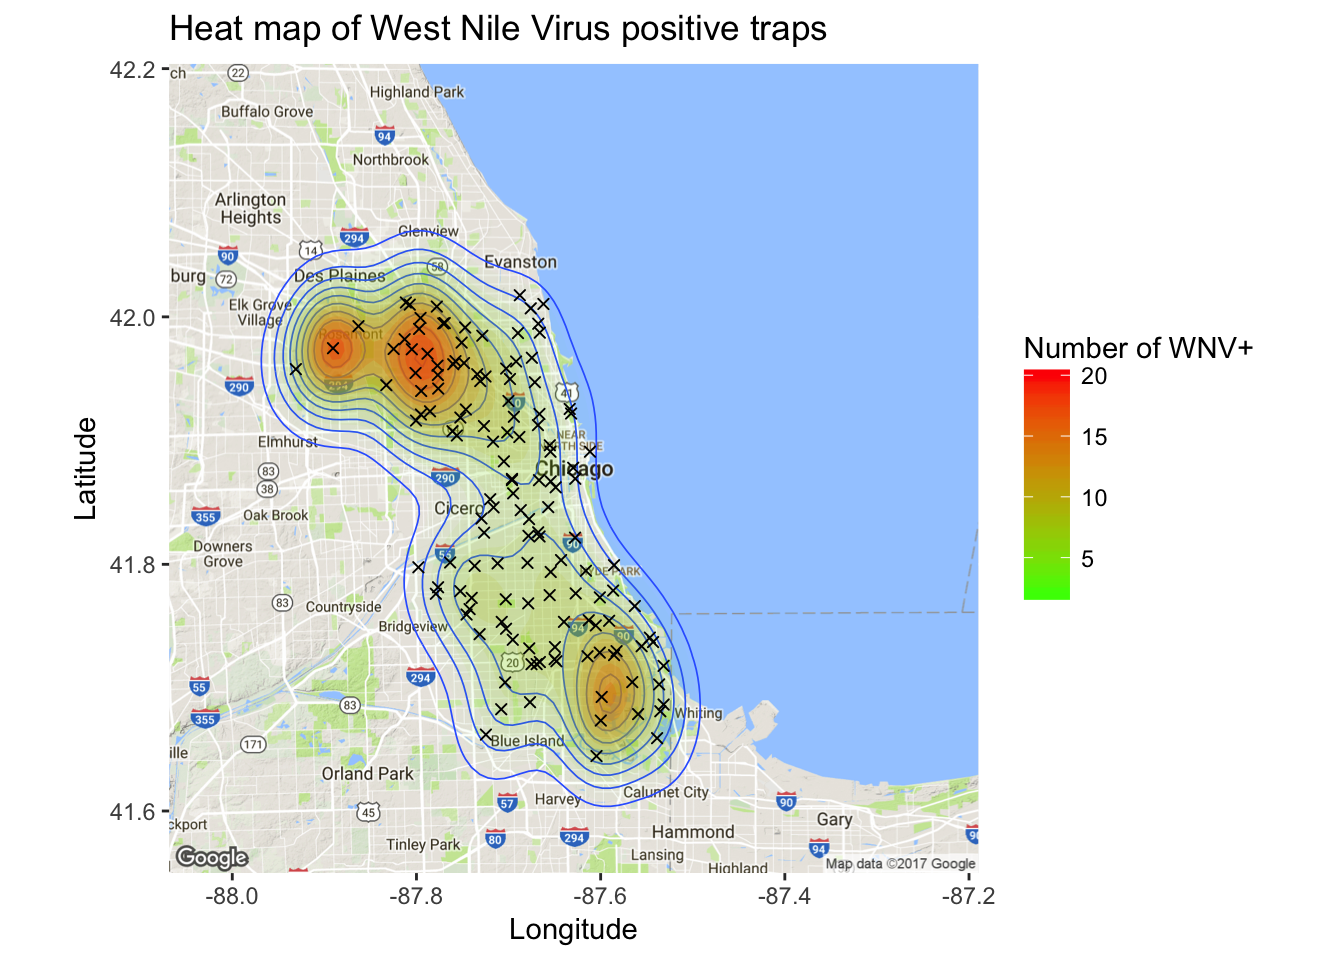 Heat map of West Nile Virus positive traps
42.2
ch
22
Highland Park
Buffalo Grove
94
Northbrook
Arlington
Heights
Glenview
294
14
90
Evanston
58
burg
72
Des Plaines
Elk Grove
Village
42.0
Rosemont
290
294
41
Elmhurst
NEAR
NORTH SIDE
83
290
Chicago
38
Cicero
355
Oak Brook
Downers
Grove
55
90
41.8
HYDE PARK
83
Countryside
Bridgeview
94
90
20
294
55
83
355
Whiting
171
Blue Island
ille
Orland Park
Calumet City
57
Harvey
90
41.6
45
Gary
ckport
Hammond
80
294
94
Tinley Park
Lansing
Highland
Google
Map data ©2017 Google
-88.0
-87.8
-87.6
-87.4
-87.2
Longitude
Latitude
Number of WNV+
20
15
10
5